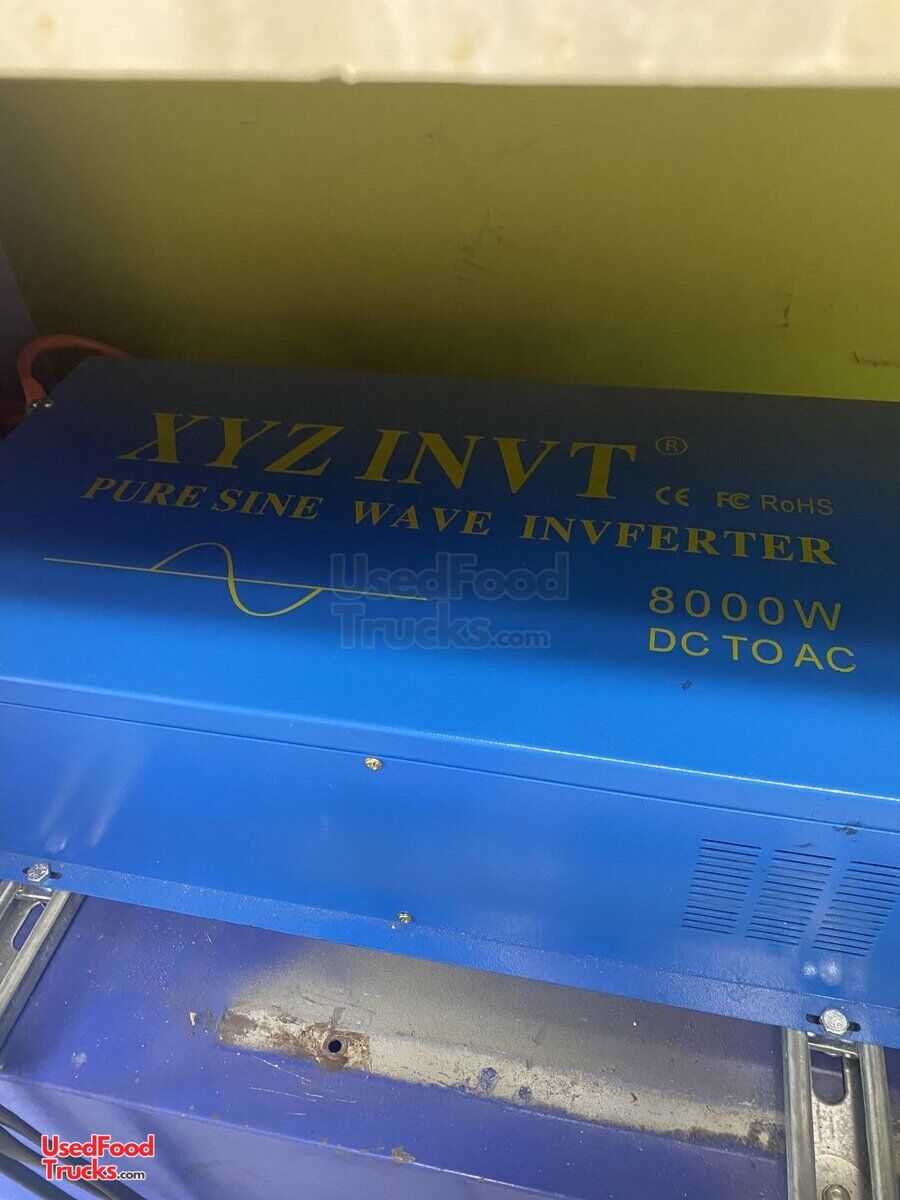 XYZ INVT ®
CE FC RoHS
PURE SINE WAVE INVFERTER
UsedFood
Trucks.com
8000W
DC TO AC
UsedFood
Trucks.com